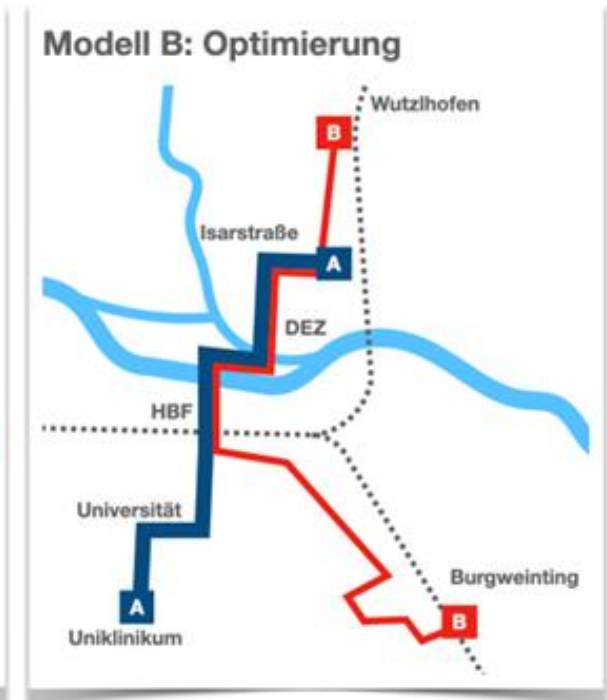 Modell B: Optimierung
Wutzlhofen
B
Isarstraße
A
DEZ
HBF
Universität
Burgweinting
A
B
Uniklinikum